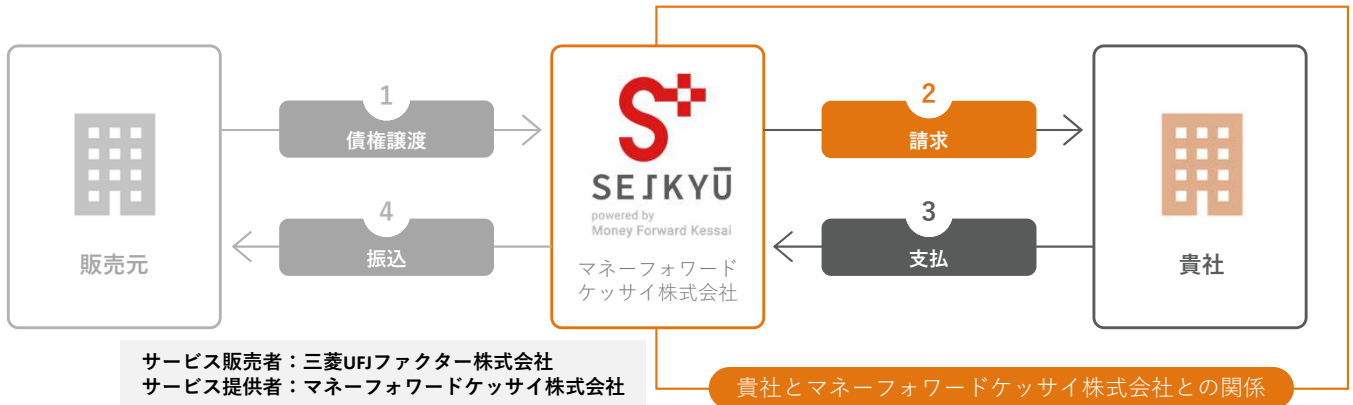 販売元
1
債権譲渡
4
振込
S+
SEIKYŪ
powered by
Money Forward Kessai
マネーフォワード
ケッサイ株式会社
2
請求
3
支払
貴社
サービス販売者：三菱UFJファクター株式会社
サービス提供者：マネーフォワードケッサイ株式会社
貴社とマネーフォワードケッサイ株式会社との関係